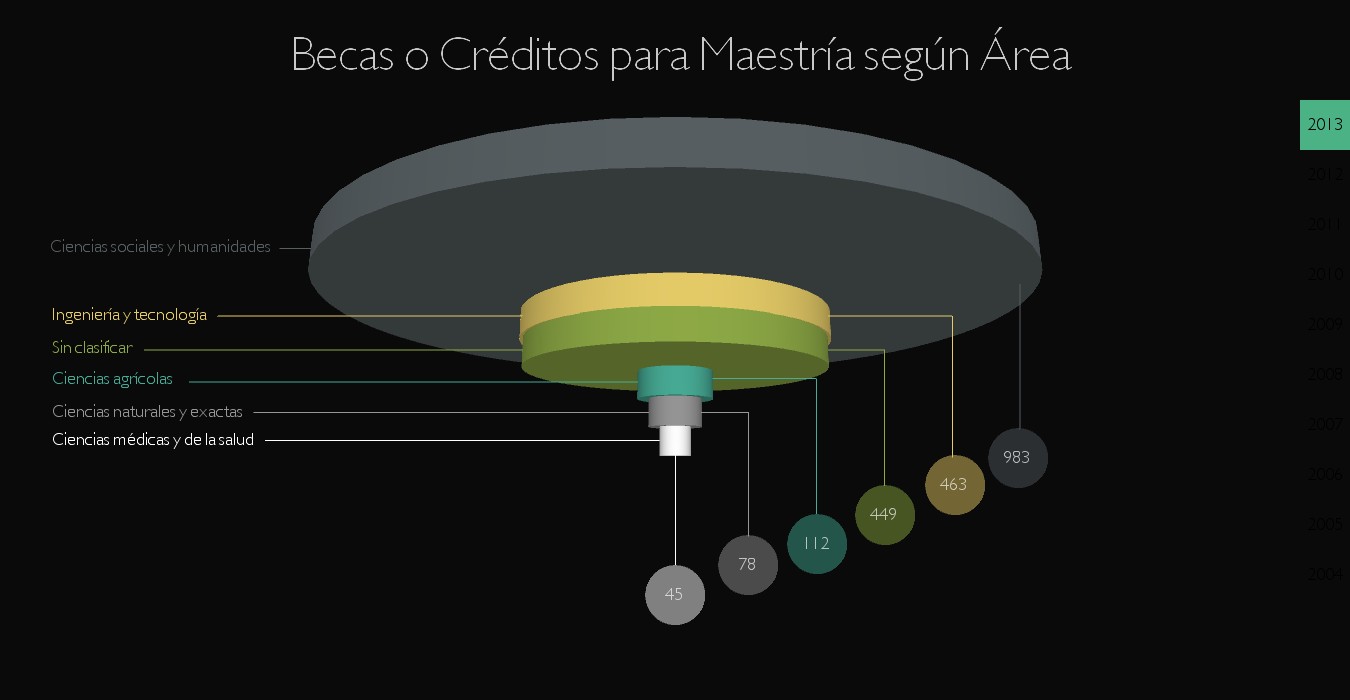 Becas o Créditos para Maestría según Área
2013
2012
2011
2010
2009
2008
2007
2006
2005
2004
Ciencias sociales y humanidades
Ingeniería y tecnología
Sin clasificar
Ciencias agrícolas
Ciencias naturales y exactas
Ciencias médicas y de la salud
983
463
449
112
78
45